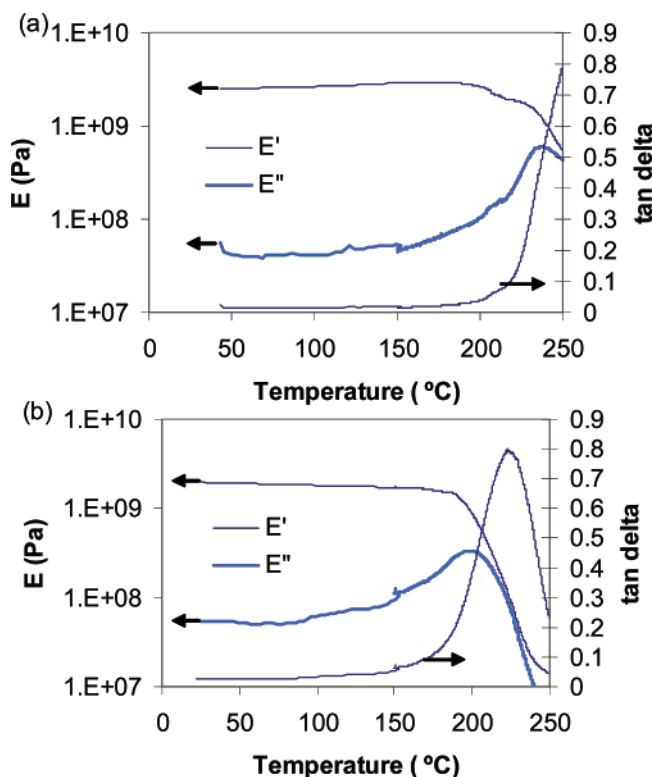 (a)
1.E+10
1.E+09
1.E+08
1.E+07
E (Pa)
E'
E"
0.9
0.8
0.7
0.6
0.5
0.4
0.3
0.2
0.1
0
tan delta
0 50 100 150 200 250
Temperature ( ºC)
(b)
1.E+10
1.E+09
1.E+08
1.E+07
E (Pa)
E'
E"
0.9
0.8
0.7
0.6
0.5
0.4
0.3
0.2
0.1
0
tan delta
0 50 100 150 200 250
Temperature ( ºC)